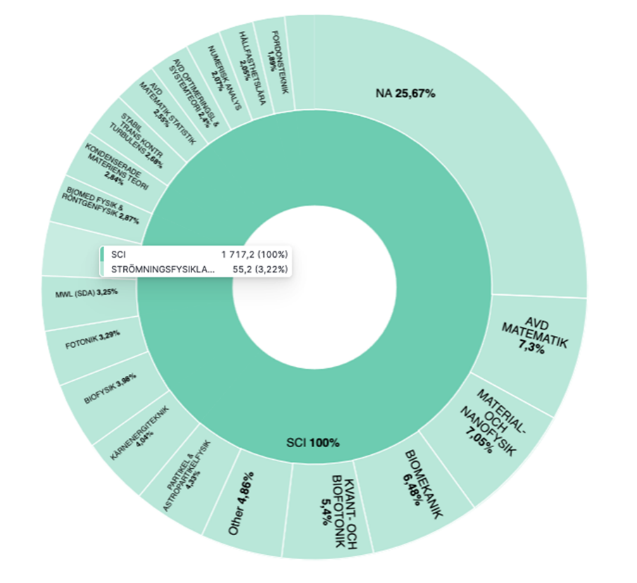 NA 25,67%
AVD
MATEMATIK
7,3%
MATERIAL-
OCH
NANOFYSIK
7,05%
BIOMEKANIK
6,48%
KVANT- OCH
BIOFOTONIK
5,4%
Other 4,86%
PARTIKEL &
ASTROPARTIKELFYSIK
4,33%
KÄRNENERGITEKNIK
4,04%
BIOFYSIK 3,98%
FOTONIK 3,29%
MWL (SDA) 3,25%
SCI 1 717,2 (100%)
STRÖMNINGSFYSIKLA... 55,2 (3,22%)
BIOMED FYSIK &
RÖNTGENFYSIK 2,87%
KONDENSERADE
MATERIENS TEORI
2,84%
STABIL,
TRANS KONTR
TURBULENS 2,68%
AVD
MATEMATIK STATISTIK
2,55%
AVD OPTIMERINGSL &
SYSTEMTEORI 2,4%
NUMERISK ANALYS
2,07%
HÅLLFASTHETSLÄRA
2,05%
FORDONSTEKNIK
1,89%
SCI 100%